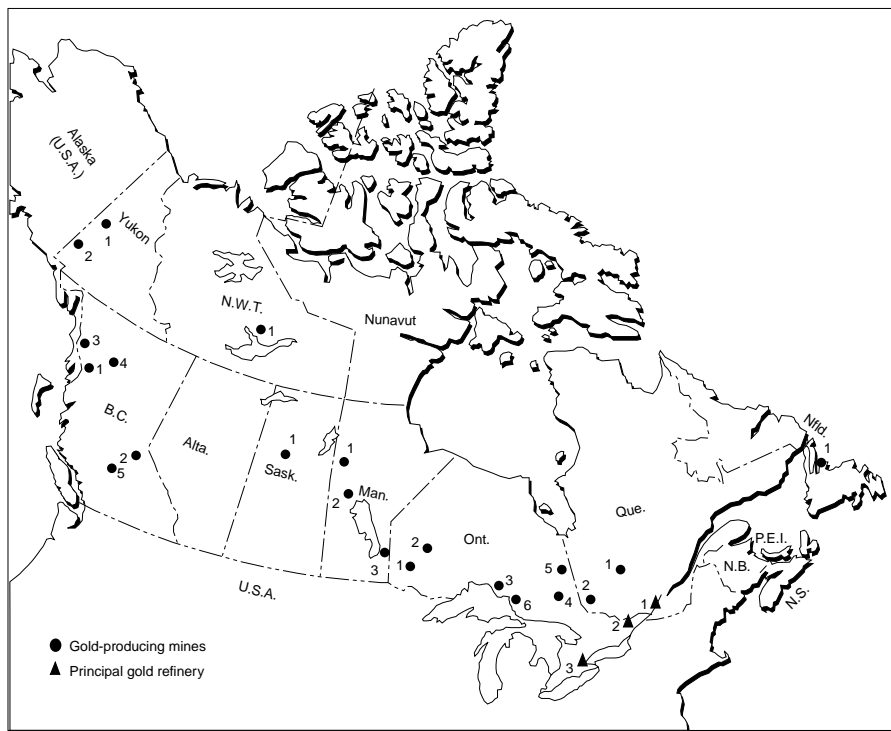 Alaska
(U.S.A.)
Yukon
1
2
N.W.T.
1
Nunavut
3
4
1
B.C.
2
5
Alta.
1
Sask.
1
Man.
2
3
Ont.
2
1
3
6
5
4
Que.
1
2
1
2
3
Nfld.
1
P.E.I.
N.B.
N.S.
U.S.A.
Gold-producing mines
Principal gold refinery